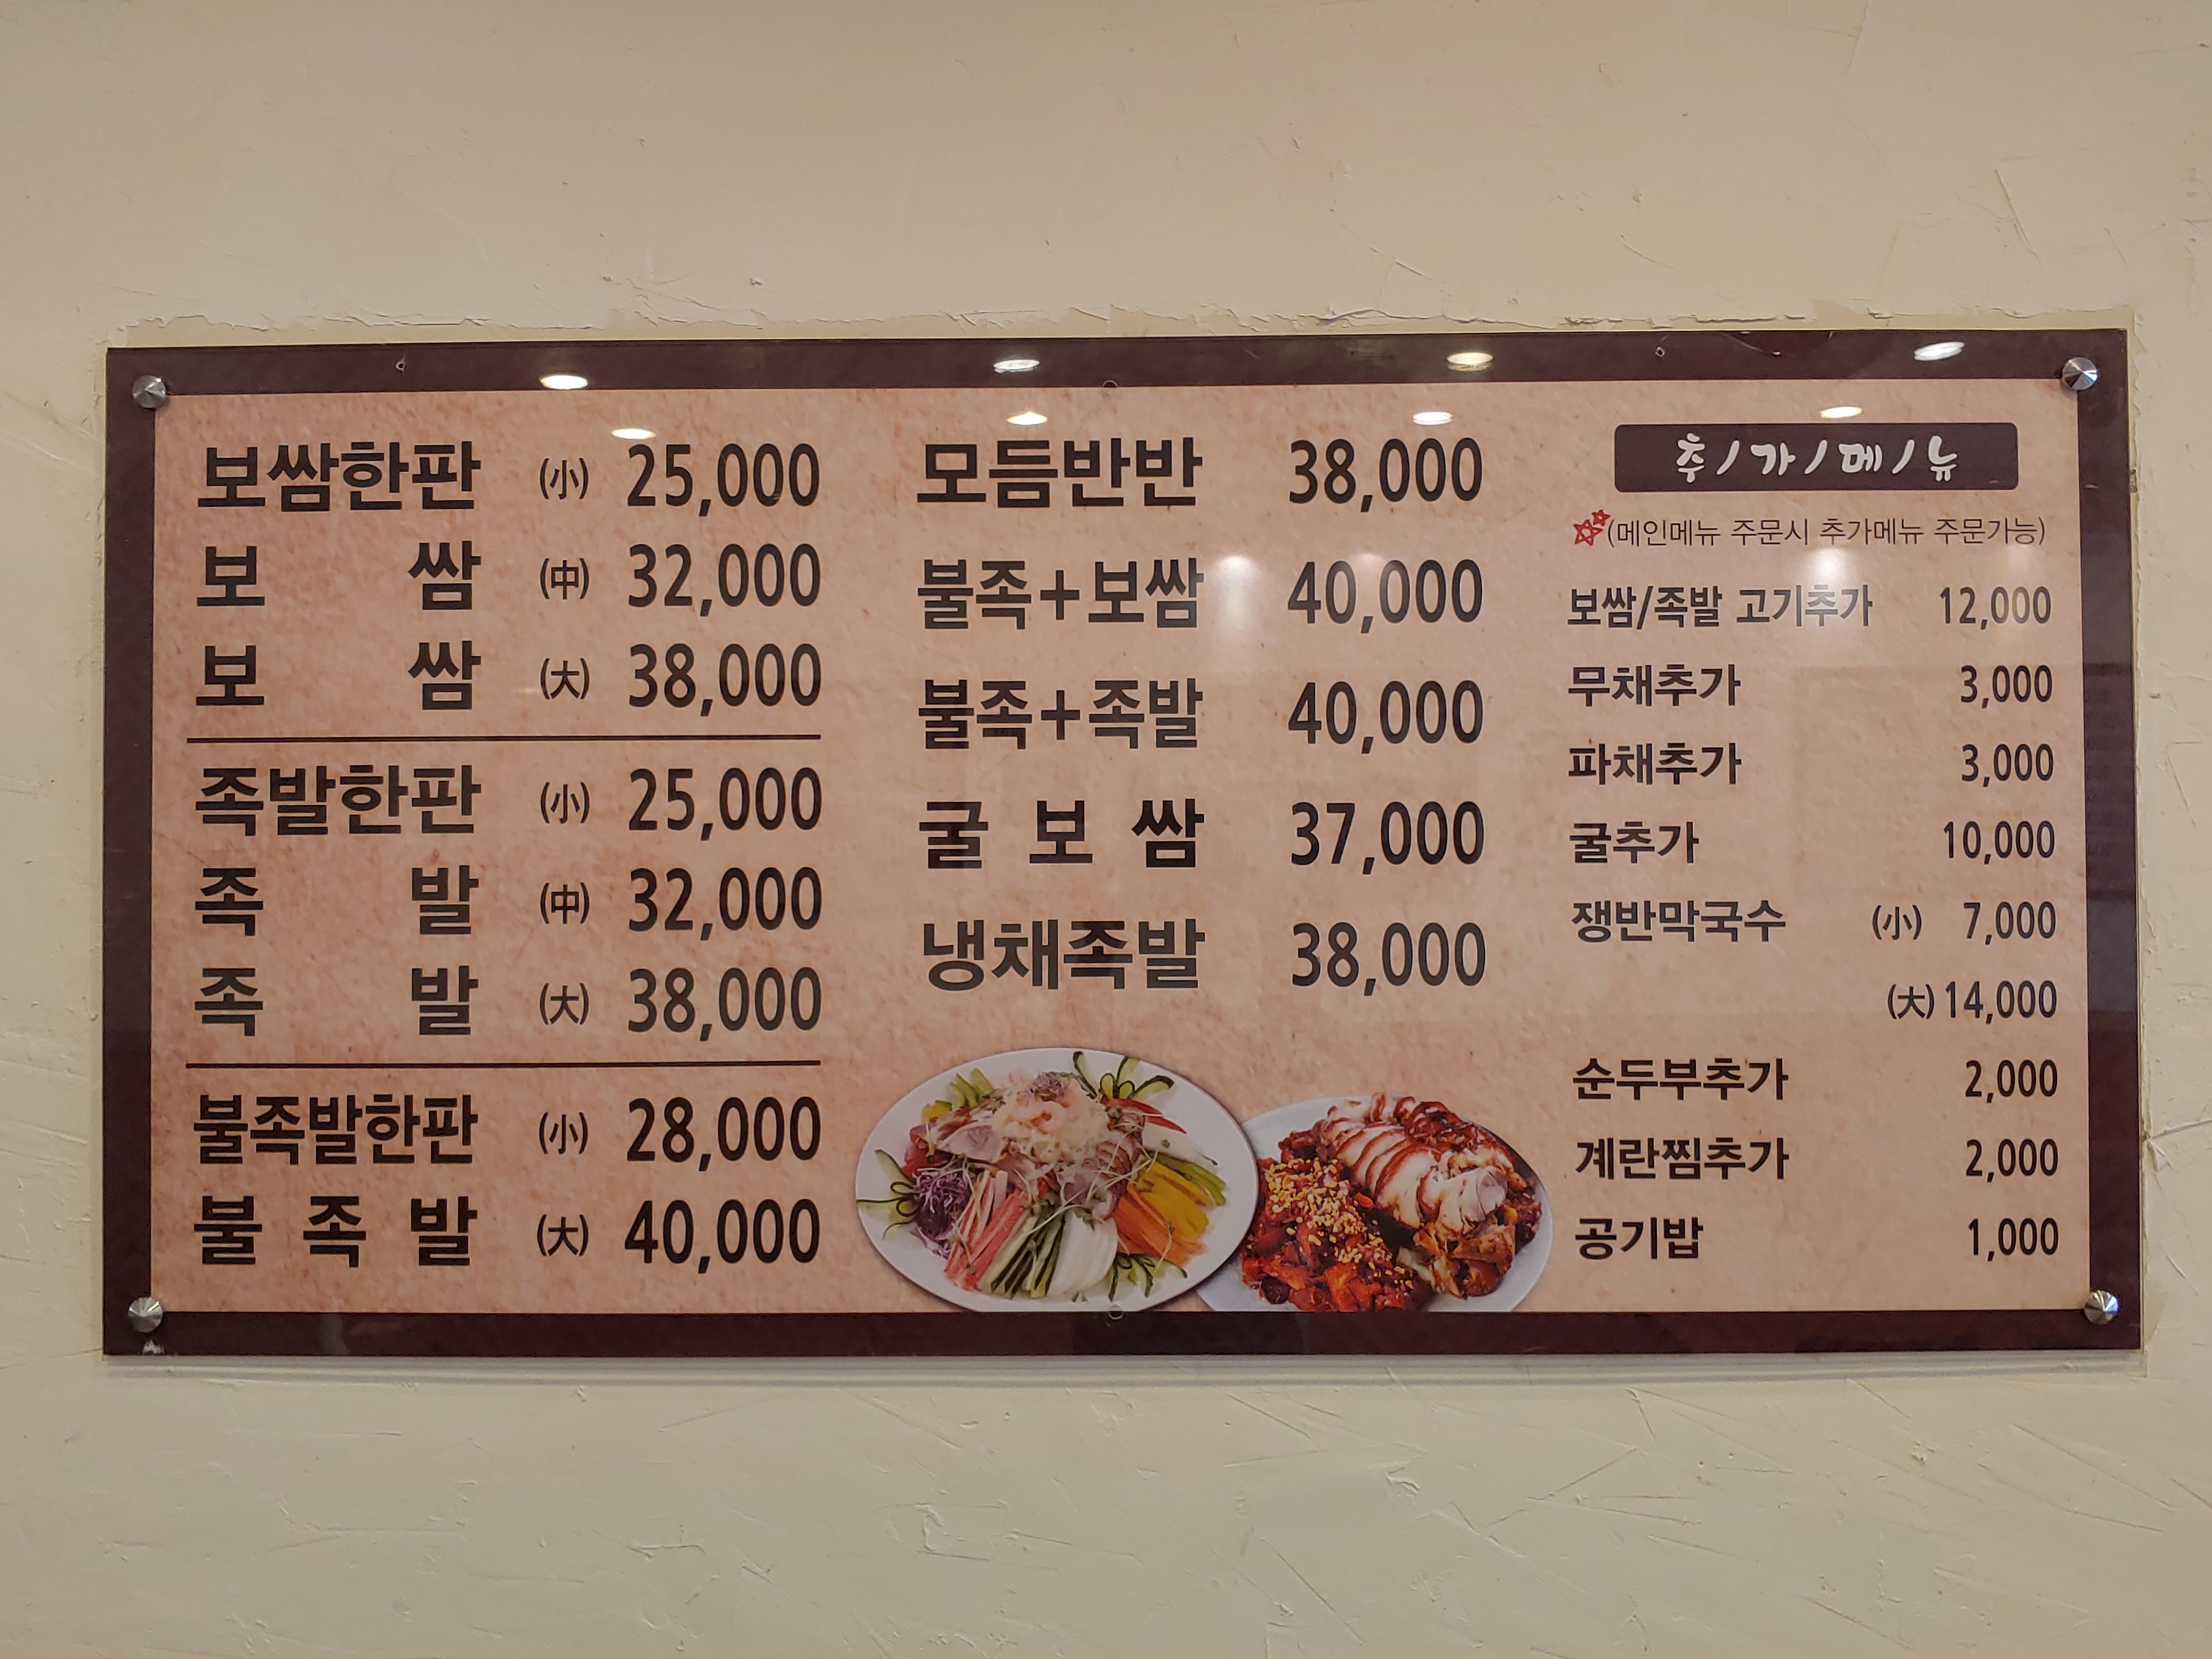 보쌈한판 (小) 25,000
보 쌈 (中) 32,000
보 쌈 (大) 38,000
족발한판 (小) 25,000
족 발 (中) 32,000
족 발 (大) 38,000
불족발한판 (小) 28,000
불 족 발 (大) 40,000
모듬반반 38,000
불족+보쌈 40,000
불족+족발 40,000
굴 보 쌈 37,000
냉채족발 38,000
추/가/메/뉴
(메인메뉴 주문시 추가메뉴 주문가능)
보쌈/족발 고기추가 12,000
무채추가 3,000
파채추가 3,000
굴추가 10,000
쟁반막국수 (小) 7,000
(大) 14,000
순두부추가 2,000
계란찜추가 2,000
공기밥 1,000